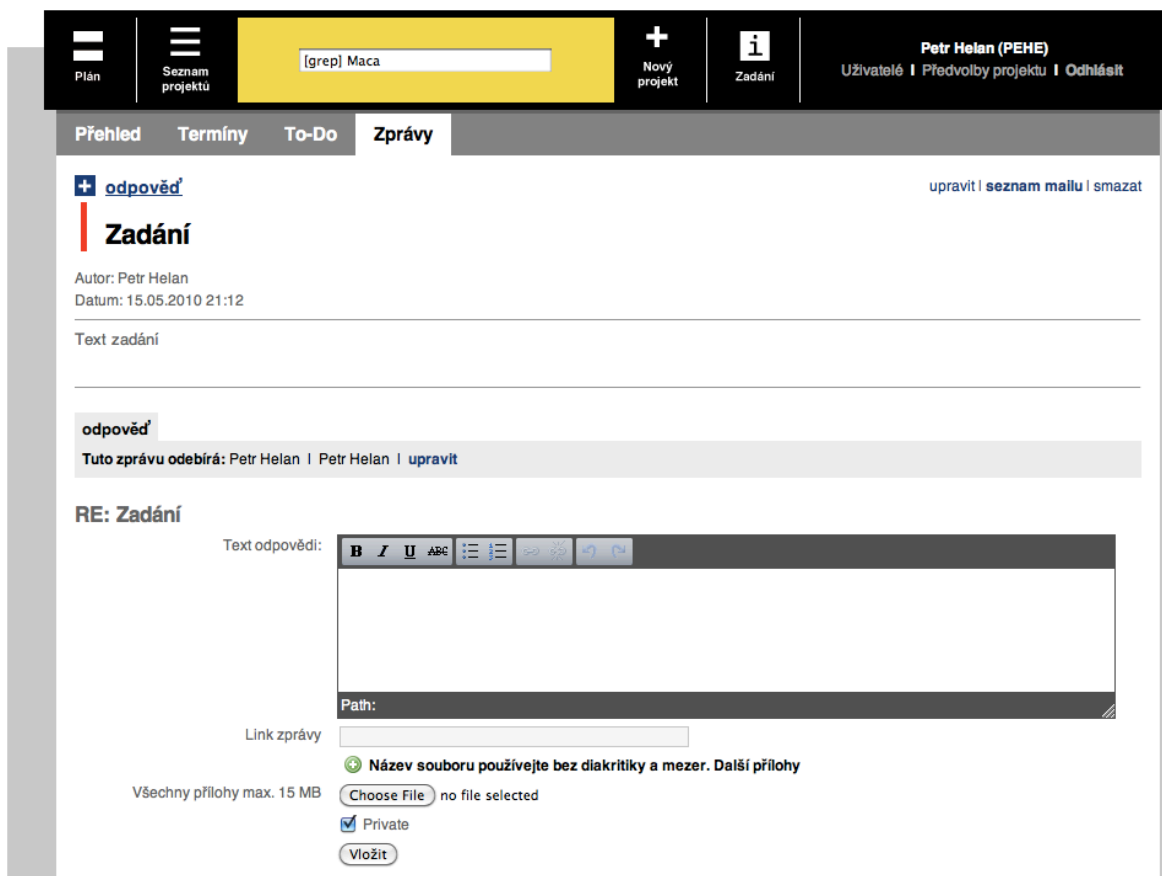 Plán
Seznam
projektů
[grep] Maca
Nový
projekt
i
Zadání
Petr Helan (PEHE)
Uživatelé I Předvolby projektu I Odhlásit
Přehled Termíny To-Do Zprávy
odpověď
upravit I seznam mailu I smazat
Zadání
Autor: Petr Helan
Datum: 15.05.2010 21:12
Text zadání
odpověď
Tuto zprávu odebírá: Petr Helan I Petr Helan I upravit
RE: Zadání
Text odpovědi:
B I U ABC
Path:
Link zprávy
Název souboru používejte bez diakritiky a mezer. Další přílohy
Všechny přílohy max. 15 MB Choose File no file selected
Private
Vložit